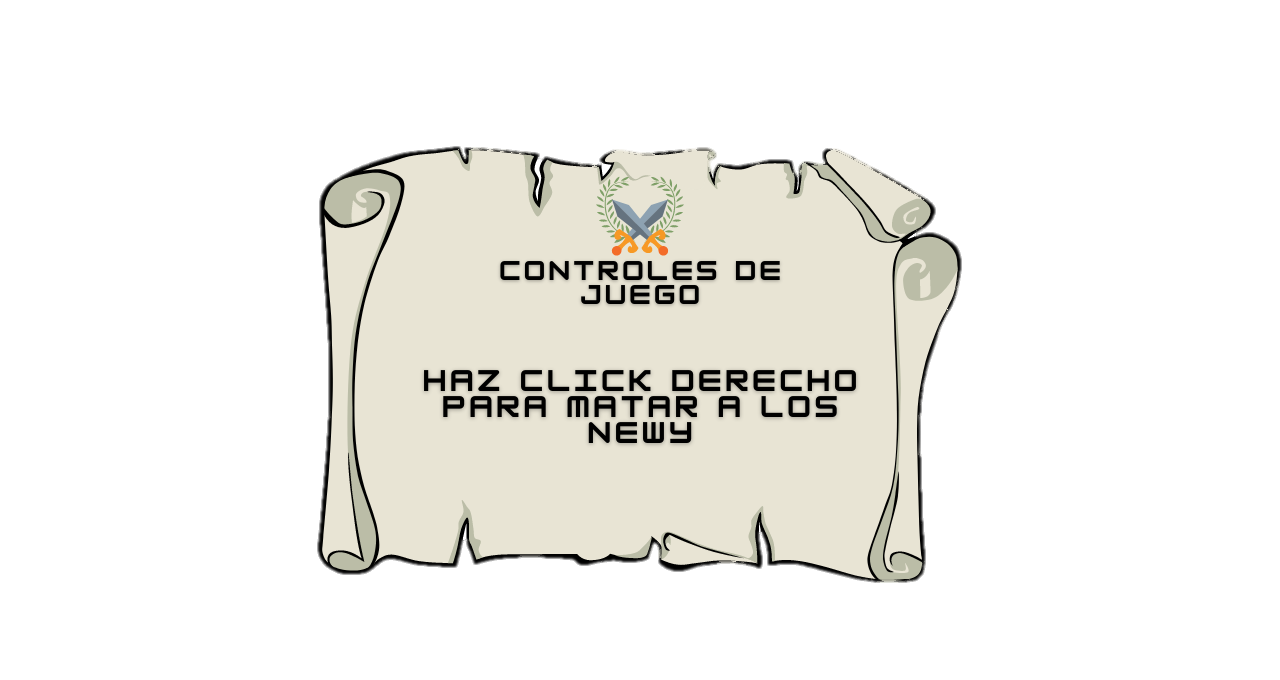 CONTROLES DE
JUEGO
HAZ CLICK DERECHO
PARA MATAR A LOS
NEWY